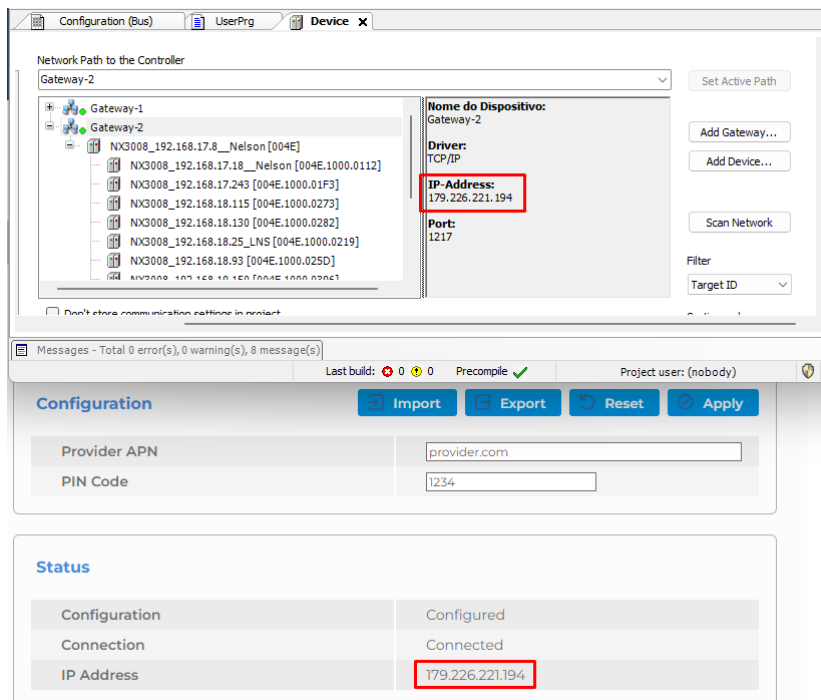 Configuration (Bus) UserPrg Device
Network Path to the Controller
Gateway-2
Set Active Path
Gateway-1
Gateway-2
NX3008_192.168.17.8__Nelson [004E]
NX3008_192.168.17.18__Nelson [004E.1000.0112]
NX3008_192.168.17.243 [004E.1000.01F3]
NX3008_192.168.18.115 [004E.1000.0273]
NX3008_192.168.18.130 [004E.1000.0282]
NX3008_192.168.18.25_LNS [004E.1000.0219]
NX3008_192.168.18.93 [004E.1000.025D]
Nome do Dispositivo:
Gateway-2
Driver:
TCP/IP
IP-Address:
179.226.221.194
Port:
1217
Add Gateway...
Add Device...
Scan Network
Filter
Target ID
Don't store communication settings in project
Messages - Total 0 error(s), 0 warning(s), 8 message(s)
Last build: 0 0 Precompile Project user: (nobody)
Configuration
Import Export Reset Apply
Provider APN provider.com
PIN Code 1234
Status
Configuration Configured
Connection Connected
IP Address 179.226.221.194